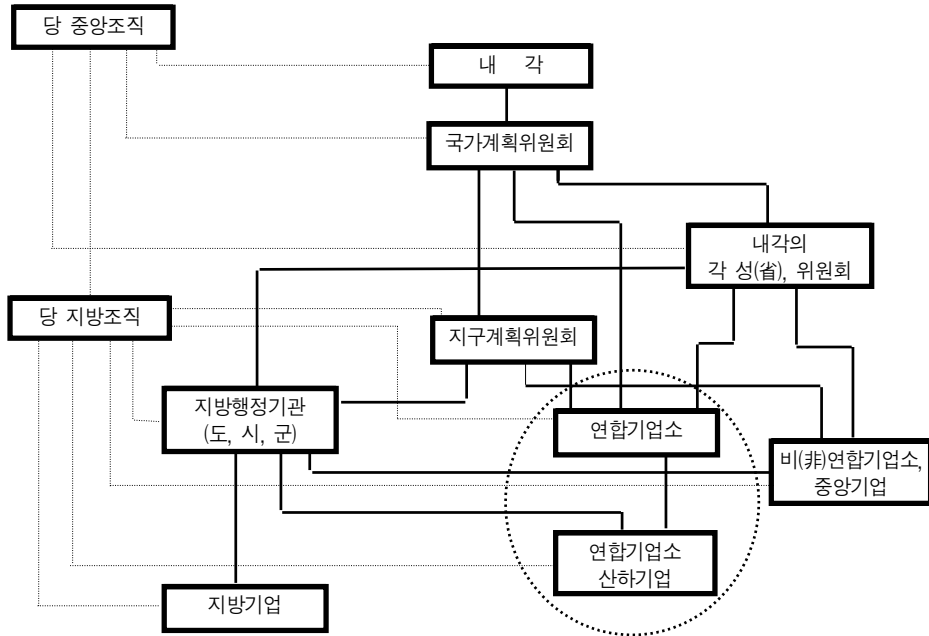 당 중앙조직
내 각
국가계획위원회
내각의
각 성(省), 위원회
당 지방조직
지구계획위원회
지방행정기관
(도, 시, 군)
연합기업소
비(非)연합기업소,
중앙기업
연합기업소
산하기업
지방기업